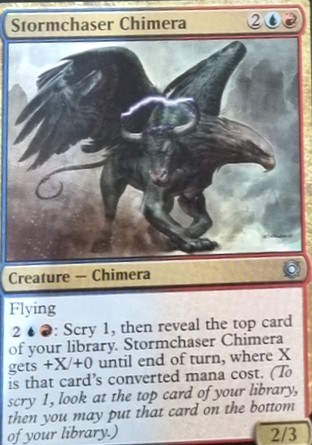 Stormchaser Chimera 2
Creature — Chimera
Flying
2 : Scry 1, then reveal the top card
of your library. Stormchaser Chimera
gets +X/+0 until end of turn, where X
is that card's converted mana cost. (To
scry 1, look at the top card of your library,
then you may put that card on the bottom
of your library.)
2/3